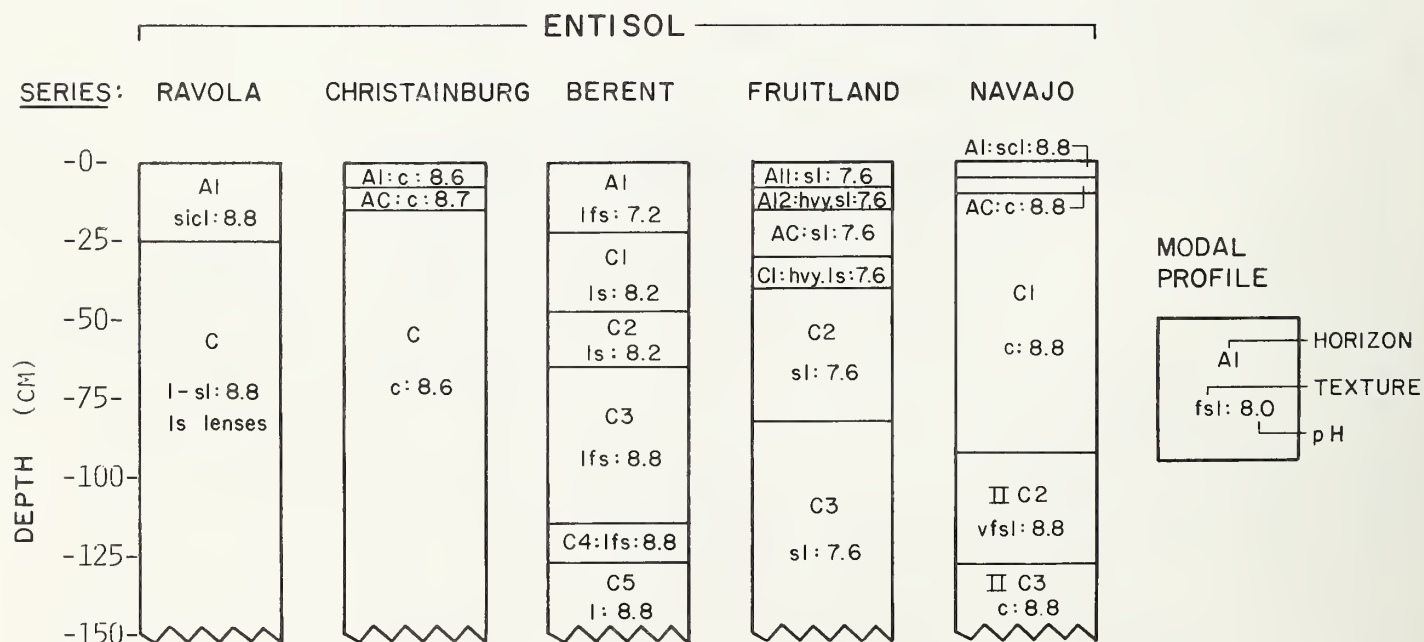 ENTISOL
SERIES: RAVOLA CHRISTAINBURG BERENT FRUITLAND NAVAJO
DEPTH (CM)
-0-
-25-
-50-
-75-
-100-
-125-
-150-
A1
sicl: 8.8
C
l-sl: 8.8
ls lenses
A1: c: 8.6
AC: c: 8.7
C
c: 8.6
A1
lfs: 7.2
C1
ls: 8.2
C2
ls: 8.2
C3
lfs: 8.8
C4: lfs: 8.8
C5
l: 8.8
A11: sl: 7.6
A12: hvy. sl: 7.6
AC: sl: 7.6
C1: hvy. ls: 7.6
C2
sl: 7.6
C3
sl: 7.6
A1: scl: 8.8
AC: c: 8.8
C1
c: 8.8
II C2
vfsl: 8.8
II C3
c: 8.8
MODAL
PROFILE
A1
fsl: 8.0
HORIZON
TEXTURE
pH